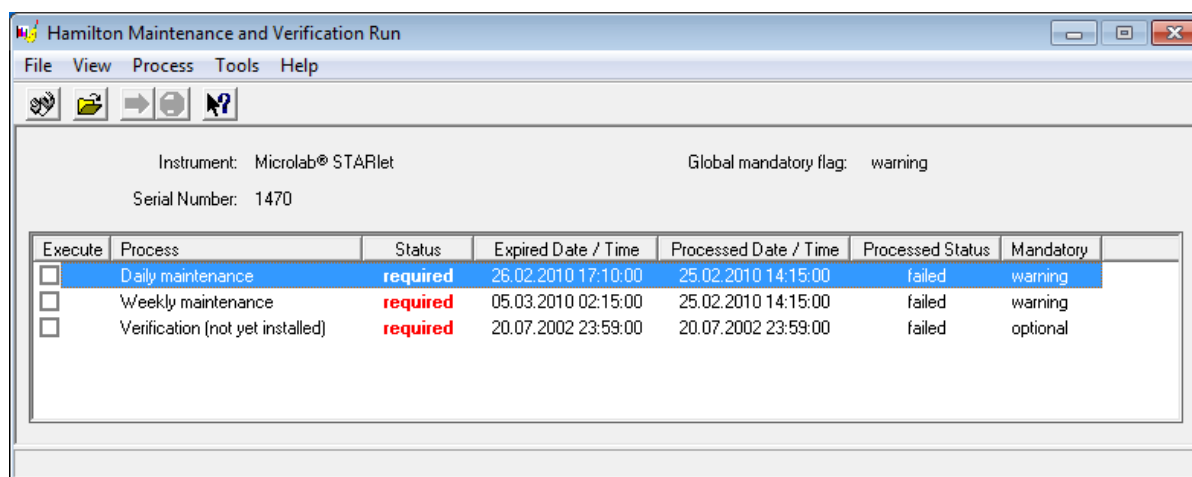 Hamilton Maintenance and Verification Run
File View Process Tools Help
Instrument: Microlab® STARlet Global mandatory flag: warning
Serial Number: 1470
Execute Process Status Expired Date / Time Processed Date / Time Processed Status Mandatory
Daily maintenance required 26.02.2010 17:10:00 25.02.2010 14:15:00 failed warning
Weekly maintenance required 05.03.2010 02:15:00 25.02.2010 14:15:00 failed warning
Verification (not yet installed) required 20.07.2002 23:59:00 20.07.2002 23:59:00 failed optional